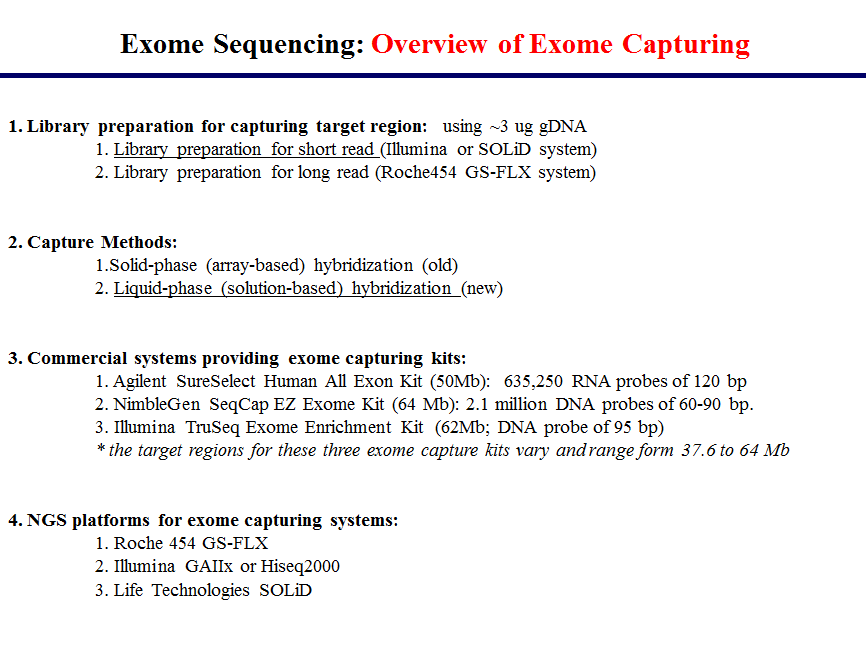 Exome Sequencing: Overview of Exome Capturing
1. Library preparation for capturing target region: using ~3 ug gDNA
1. Library preparation for short read (Illumina or SOLiD system)
2. Library preparation for long read (Roche454 GS-FLX system)
2. Capture Methods:
1.Solid-phase (array-based) hybridization (old)
2. Liquid-phase (solution-based) hybridization (new)
3. Commercial systems providing exome capturing kits:
1. Agilent SureSelect Human All Exon Kit (50Mb): 635,250 RNA probes of 120 bp
2. NimbleGen SeqCap EZ Exome Kit (64 Mb): 2.1 million DNA probes of 60-90 bp.
3. Illumina TruSeq Exome Enrichment Kit (62Mb; DNA probe of 95 bp)
* the target regions for these three exome capture kits vary and range form 37.6 to 64 Mb
4. NGS platforms for exome capturing systems:
1. Roche 454 GS-FLX
2. Illumina GAIIx or Hiseq2000
3. Life Technologies SOLiD